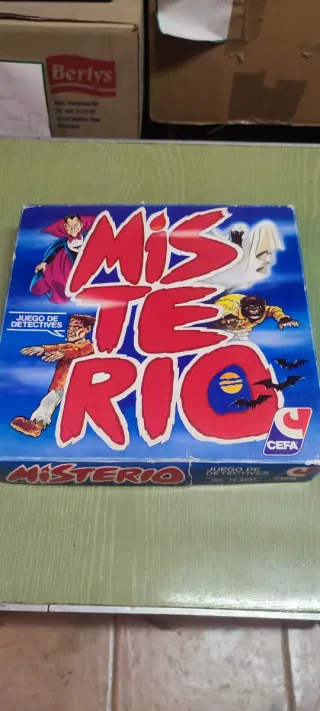 Berlys
MiS
TE
RIO
JUEGO DE
DETECTIVES
CEFA
MiSTERIO
JUEGO DE
DETECTIVES
CEFA